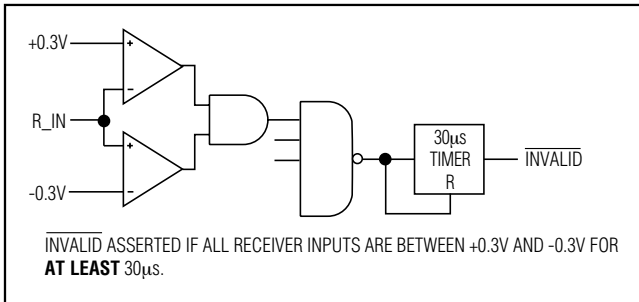 +0.3V
+
-
R_IN
+
-
-0.3V
30µs
TIMER
R
INVALID
INVALID ASSERTED IF ALL RECEIVER INPUTS ARE BETWEEN +0.3V AND -0.3V FOR
AT LEAST 30µs.